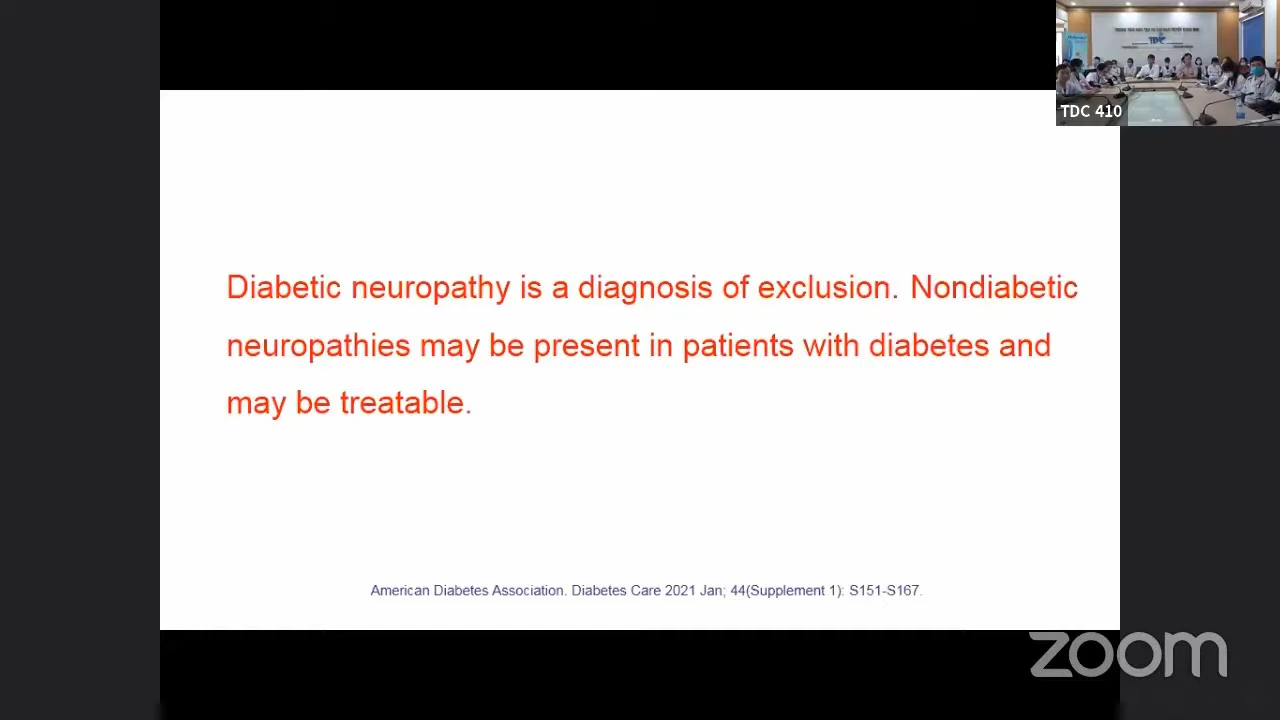 TDC
TDC 410
Diabetic neuropathy is a diagnosis of exclusion. Nondiabetic
neuropathies may be present in patients with diabetes and
may be treatable.
American Diabetes Association. Diabetes Care 2021 Jan; 44(Supplement 1): S151-S167.
zoom